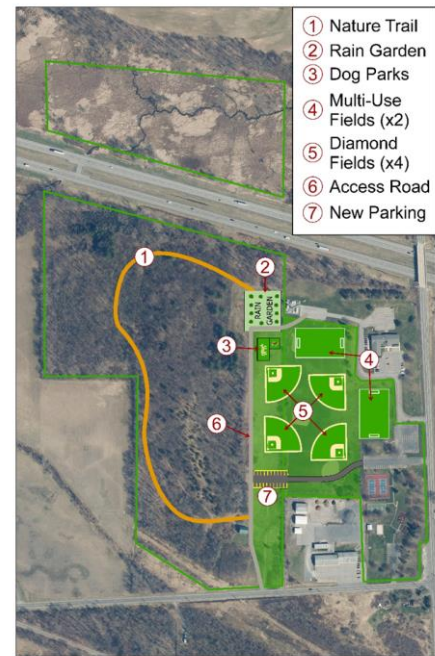 1 Nature Trail
2 Rain Garden
3 Dog Parks
4 Multi-Use
Fields (x2)
5 Diamond
Fields (x4)
6 Access Road
7 New Parking
1
2
RAIN
GARDEN
3
4
5
6
7